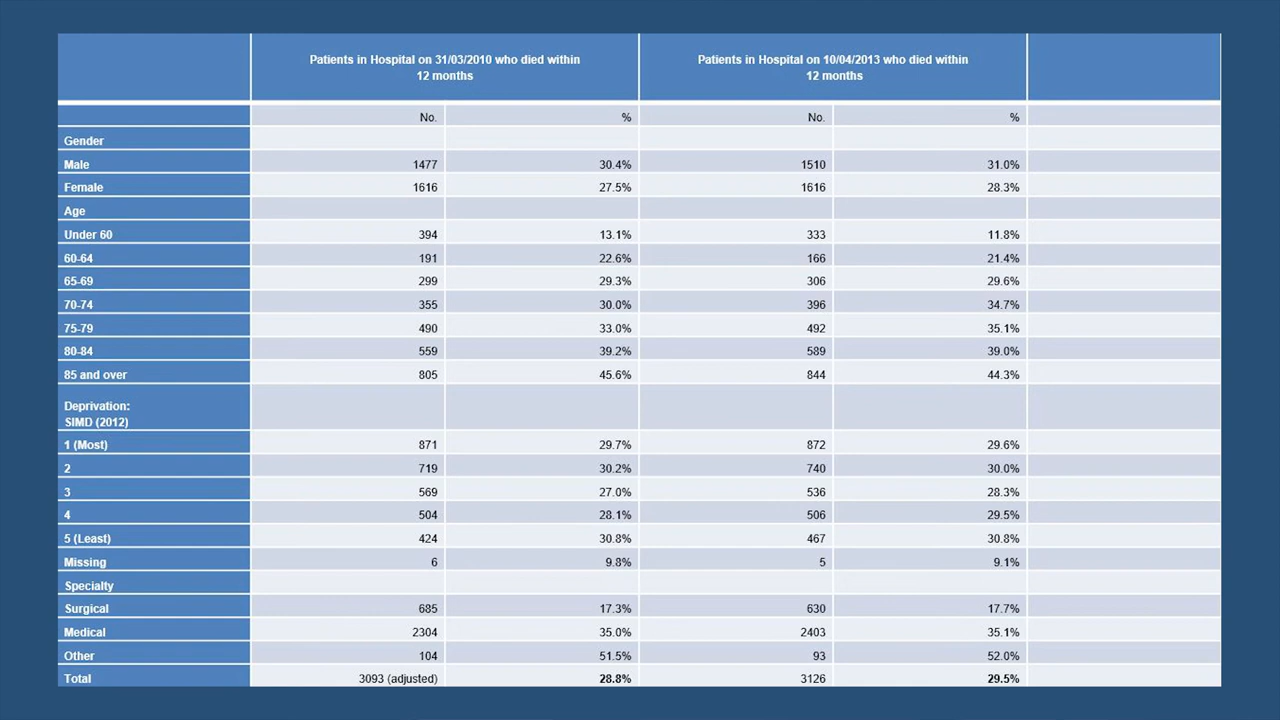 Patients in Hospital on 31/03/2010 who died within
12 months
Patients in Hospital on 10/04/2013 who died within
12 months
No. % No. %
Gender
Male 1477 30.4% 1510 31.0%
Female 1616 27.5% 1616 28.3%
Age
Under 60 394 13.1% 333 11.8%
60-64 191 22.6% 166 21.4%
65-69 299 29.3% 306 29.6%
70-74 355 30.0% 396 34.7%
75-79 490 33.0% 492 35.1%
80-84 559 39.2% 589 39.0%
85 and over 805 45.6% 844 44.3%
Deprivation:
SIMD (2012)
1 (Most) 871 29.7% 872 29.6%
2 719 30.2% 740 30.0%
3 569 27.0% 536 28.3%
4 504 28.1% 506 29.5%
5 (Least) 424 30.8% 467 30.8%
Missing 6 9.8% 5 9.1%
Specialty
Surgical 685 17.3% 630 17.7%
Medical 2304 35.0% 2403 35.1%
Other 104 51.5% 93 52.0%
Total 3093 (adjusted) 28.8% 3126 29.5%